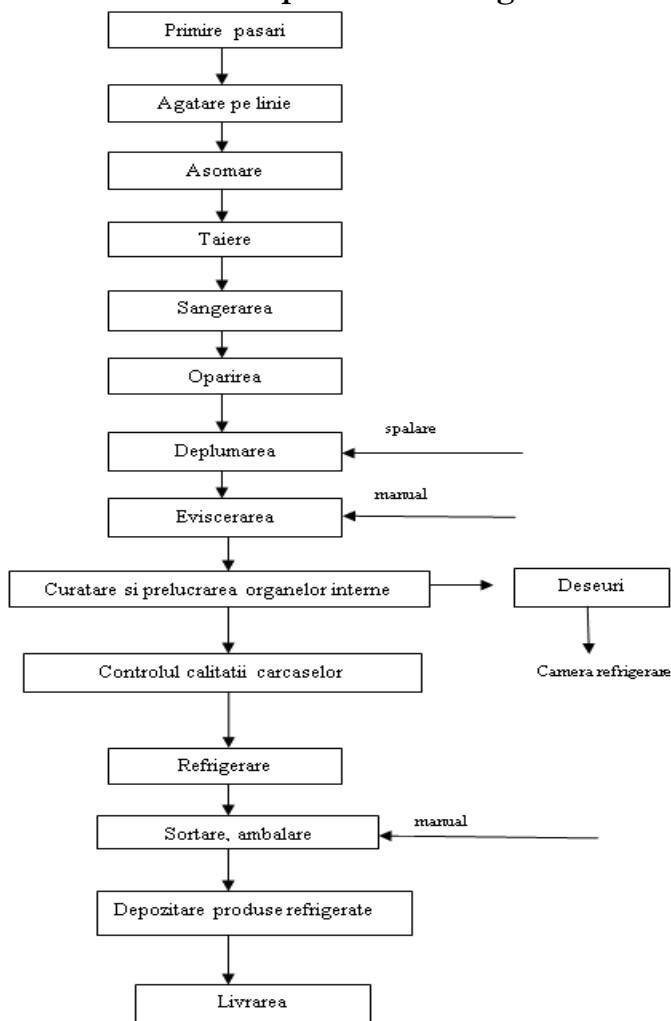 Primire pasari
Agatare pe linie
Asomare
Taiere
Sangerarea
Oparirea
spalare
Deplumarea
manual
Eviscerarea
Curatare si prelucrarea organelor interne
Deseuri
Controlul calitatii carcaselor
Camera refrigerare
Refrigerare
manual
Sortare, ambalare
Depozitare produse refrigerate
Livrarea